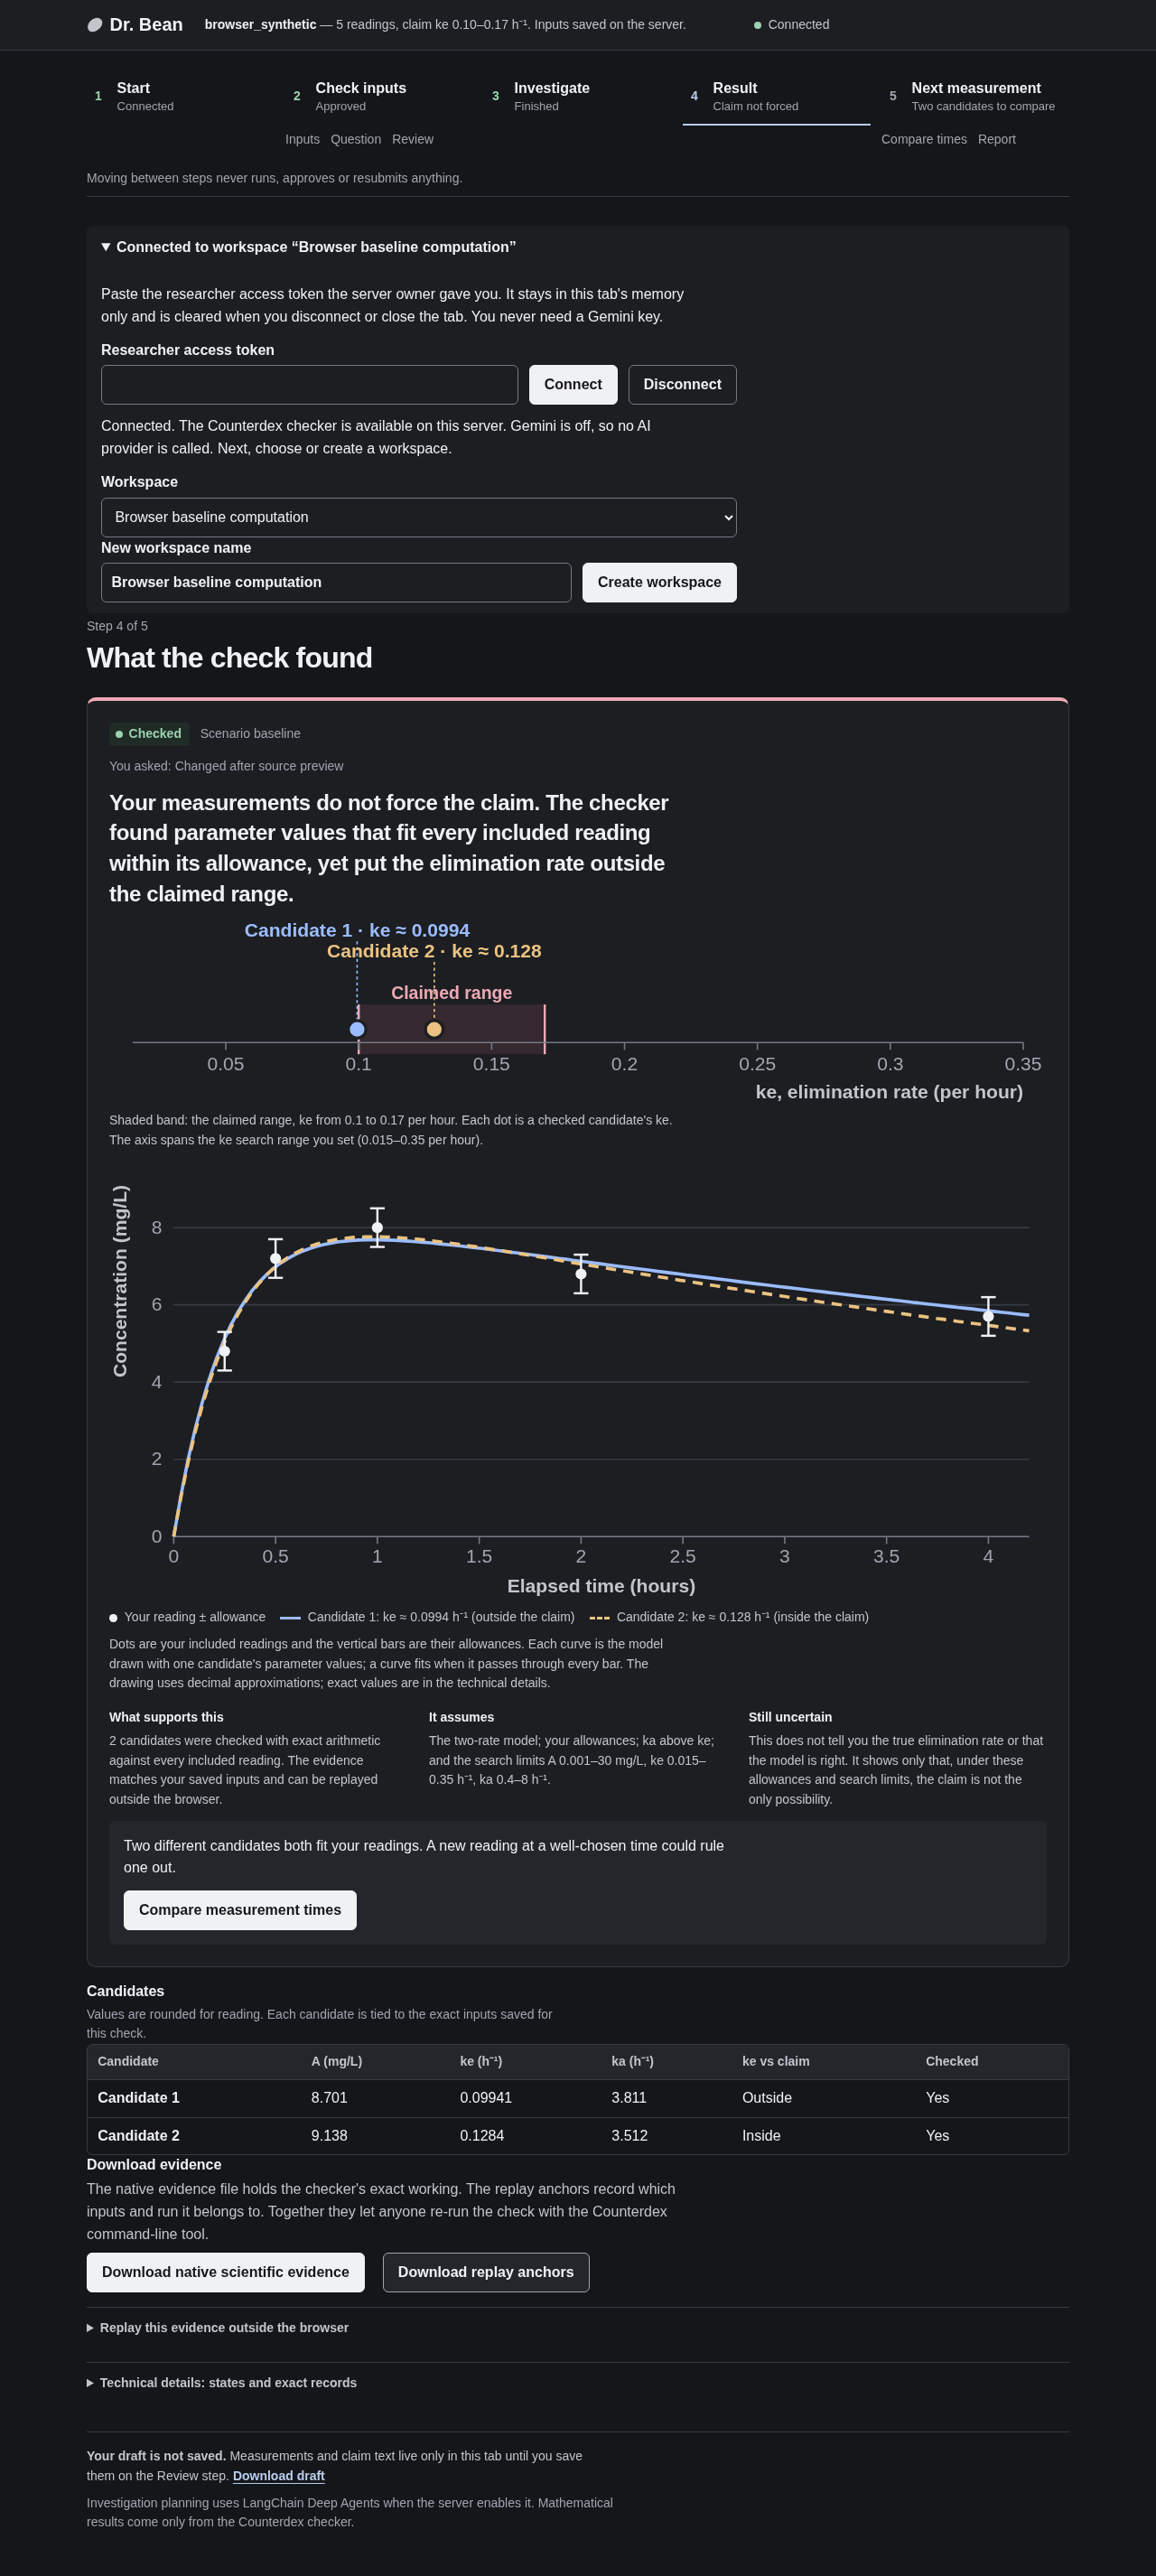 Dr. Bean
browser_synthetic — 5 readings, claim ke 0.10–0.17 h⁻¹. Inputs saved on the server.
Connected
1 Start
Connected
2 Check inputs
Approved
3 Investigate
Finished
4 Result
Claim not forced
5 Next measurement
Two candidates to compare
Inputs Question Review
Compare times Report
Moving between steps never runs, approves or resubmits anything.
Connected to workspace “Browser baseline computation”
Paste the researcher access token the server owner gave you. It stays in this tab's memory
only and is cleared when you disconnect or close the tab. You never need a Gemini key.
Researcher access token
Connect
Disconnect
Connected. The Counterdex checker is available on this server. Gemini is off, so no AI
provider is called. Next, choose or create a workspace.
Workspace
Browser baseline computation
New workspace name
Browser baseline computation
Create workspace
Step 4 of 5
What the check found
Checked
Scenario baseline
You asked: Changed after source preview
Your measurements do not force the claim. The checker
found parameter values that fit every included reading
within its allowance, yet put the elimination rate outside
the claimed range.
Candidate 1 · ke ≈ 0.0994
Candidate 2 · ke ≈ 0.128
Claimed range
0.05 0.1 0.15 0.2 0.25 0.3 0.35
ke, elimination rate (per hour)
Shaded band: the claimed range, ke from 0.1 to 0.17 per hour. Each dot is a checked candidate's ke.
The axis spans the ke search range you set (0.015–0.35 per hour).
Concentration (mg/L)
8
6
4
2
0
0 0.5 1 1.5 2 2.5 3 3.5 4
Elapsed time (hours)
Your reading ± allowance
Candidate 1: ke ≈ 0.0994 h⁻¹ (outside the claim)
Candidate 2: ke ≈ 0.128 h⁻¹ (inside the claim)
Dots are your included readings and the vertical bars are their allowances. Each curve is the model
drawn with one candidate's parameter values; a curve fits when it passes through every bar. The
drawing uses decimal approximations; exact values are in the technical details.
What supports this
2 candidates were checked with exact arithmetic
against every included reading. The evidence
matches your saved inputs and can be replayed
outside the browser.
It assumes
The two-rate model; your allowances; ka above ke;
and the search limits A 0.001–30 mg/L, ke 0.015–
0.35 h⁻¹, ka 0.4–8 h⁻¹.
Still uncertain
This does not tell you the true elimination rate or that
the model is right. It shows only that, under these
allowances and search limits, the claim is not the
only possibility.
Two different candidates both fit your readings. A new reading at a well-chosen time could rule
one out.
Compare measurement times
Candidates
Values are rounded for reading. Each candidate is tied to the exact inputs saved for
this check.
Candidate A (mg/L) ke (h⁻¹) ka (h⁻¹) ke vs claim Checked
Candidate 1 8.701 0.09941 3.811 Outside Yes
Candidate 2 9.138 0.1284 3.512 Inside Yes
Download evidence
The native evidence file holds the checker's exact working. The replay anchors record which
inputs and run it belongs to. Together they let anyone re-run the check with the Counterdex
command-line tool.
Download native scientific evidence
Download replay anchors
Replay this evidence outside the browser
Technical details: states and exact records
Your draft is not saved. Measurements and claim text live only in this tab until you save
them on the Review step. Download draft
Investigation planning uses LangChain Deep Agents when the server enables it. Mathematical
results come only from the Counterdex checker.